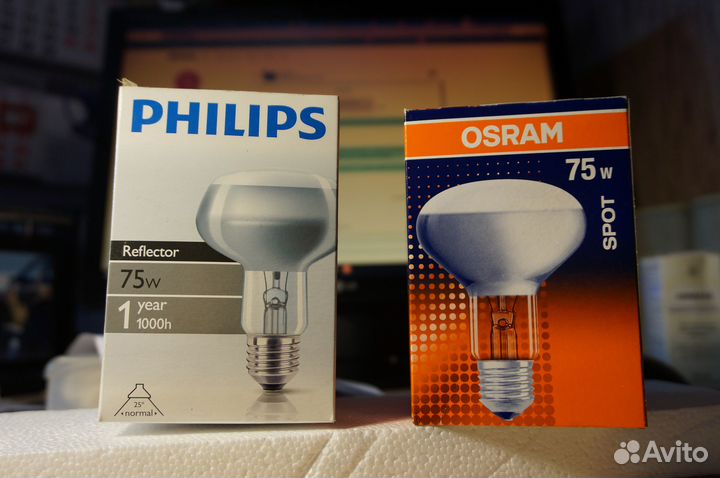 PHILIPS
Reflector
75w
1 year
1000h
25°
normal
OSRAM
75 w
SPOT
Avito